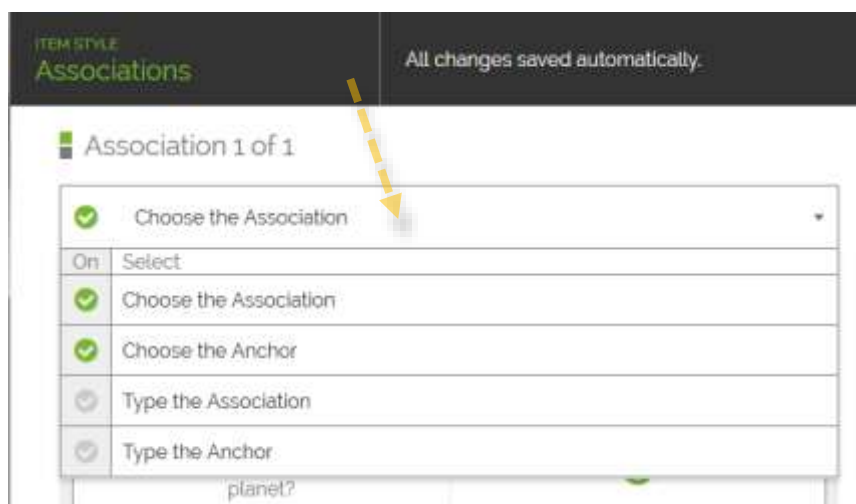 ITEM STYLE
Associations
All changes saved automatically.
Association 1 of 1
Choose the Association
On Select
Choose the Association
Choose the Anchor
Type the Association
Type the Anchor
planet?